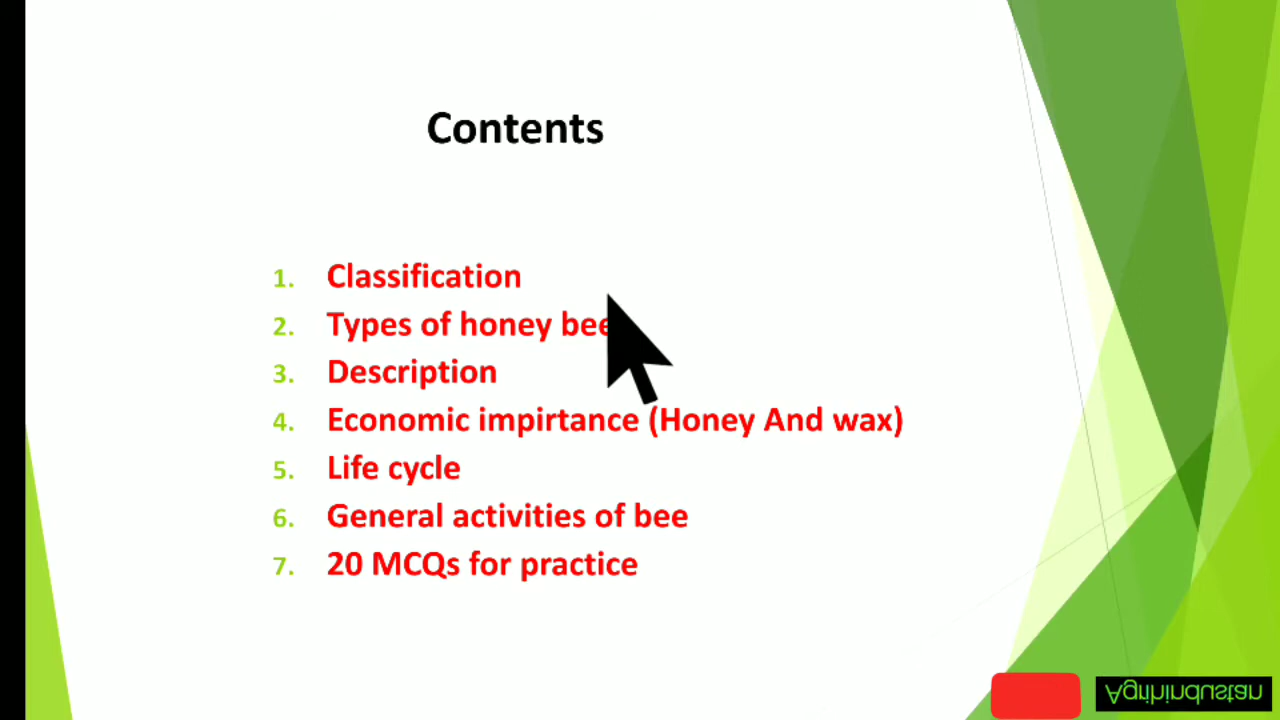 Contents
1. Classification
2. Types of honey bee
3. Description
4. Economic impirtance (Honey And wax)
5. Life cycle
6. General activities of bee
7. 20 MCQs for practice
Agrihindustan